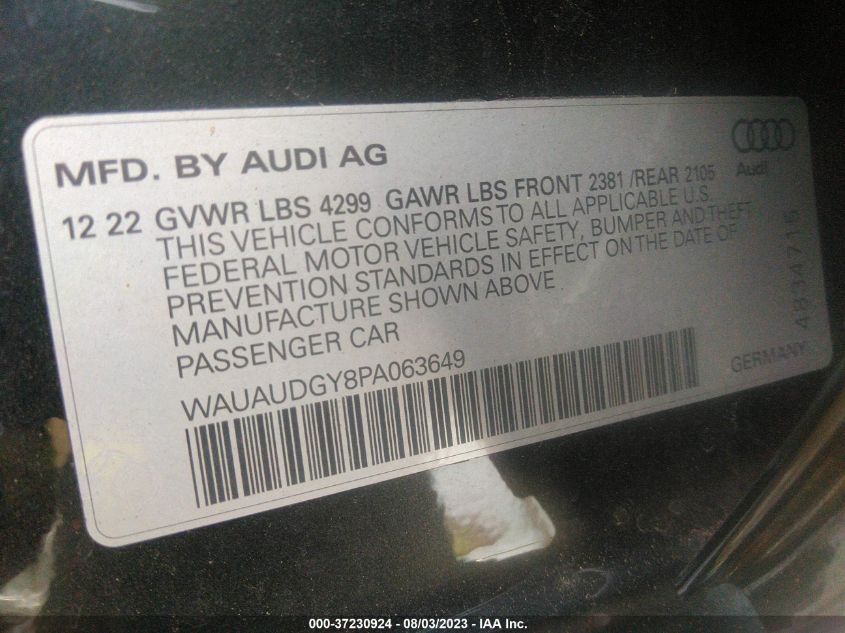 MFD. BY AUDI AG
Audi
12 22 GVWR LBS 4299 GAWR LBS FRONT 2381 /REAR 2105
THIS VEHICLE CONFORMS TO ALL APPLICABLE U.S.
FEDERAL MOTOR VEHICLE SAFETY, BUMPER AND THEFT
PREVENTION STANDARDS IN EFFECT ON THE DATE OF
MANUFACTURE SHOWN ABOVE.
PASSENGER CAR
WAUAUDGY8PA063649
GERMANY
4834715
000-37230924 - 08/03/2023 - IAA Inc.